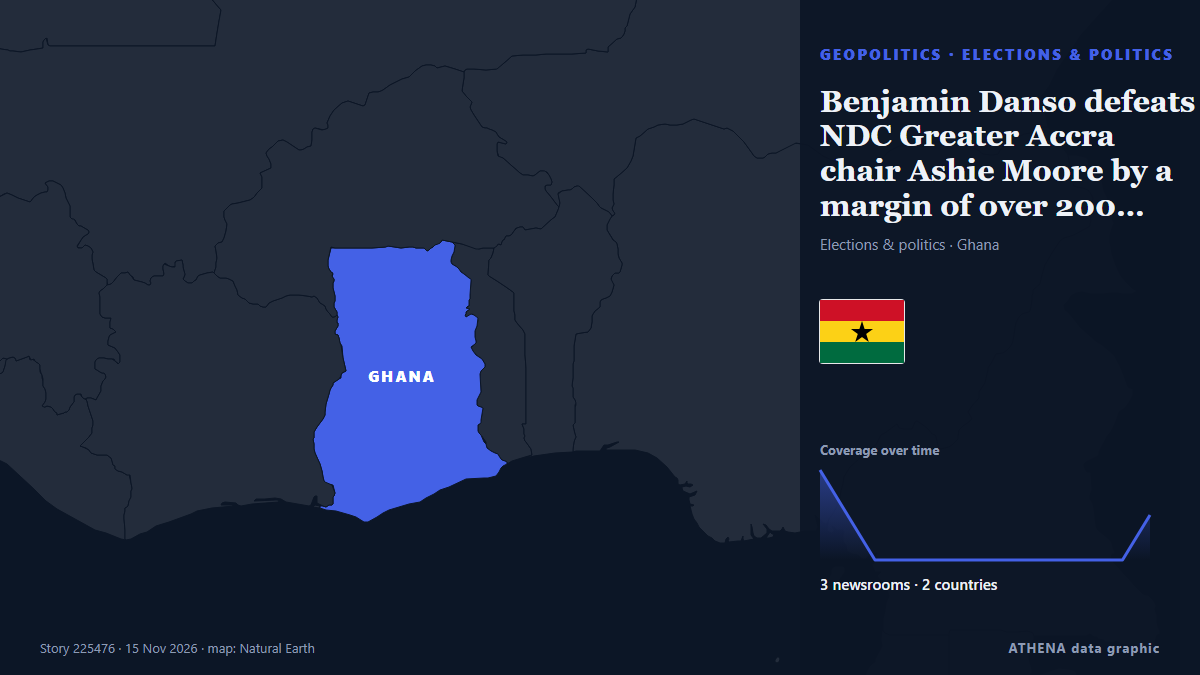 GEOPOLITICS · ELECTIONS & POLITICS
Benjamin Danso defeats
NDC Greater Accra
chair Ashie Moore by a
margin of over 200...
Elections & politics · Ghana
GHANA
Coverage over time
3 newsrooms · 2 countries
Story 225476 · 15 Nov 2026 · map: Natural Earth
ATHENA data graphic